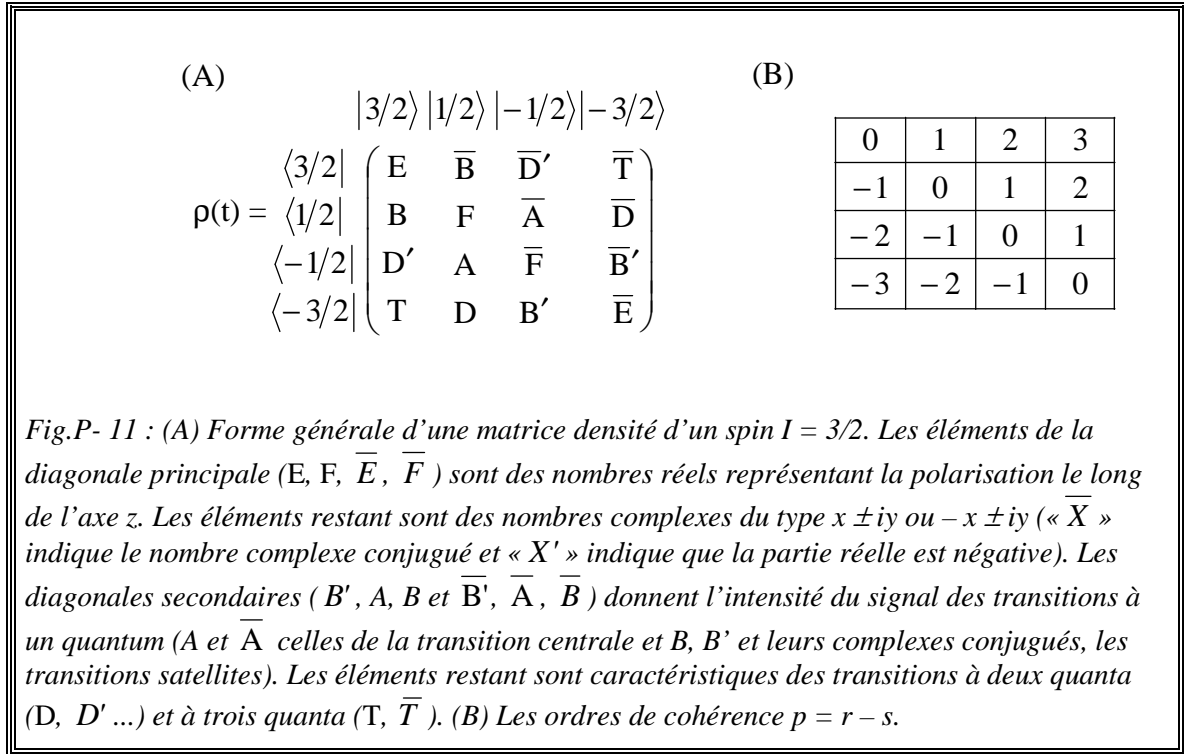 (A) (B)
|3/2⟩ |1/2⟩ |−1/2⟩ |−3/2⟩
⟨3/2| E B̅ D̅′ T̅
ρ(t) = ⟨1/2| B F A̅ D̅
⟨−1/2| D′ A F̅ B̅′
⟨−3/2| T D B′ E̅
0 1 2 3
−1 0 1 2
−2 −1 0 1
−3 −2 −1 0
Fig.P- 11 : (A) Forme générale d'une matrice densité d'un spin I = 3/2. Les éléments de la
diagonale principale (E, F, E̅, F̅ ) sont des nombres réels représentant la polarisation le long
de l'axe z. Les éléments restant sont des nombres complexes du type x ± iy ou – x ± iy (« X̅ »
indique le nombre complexe conjugué et « X' » indique que la partie réelle est négative). Les
diagonales secondaires ( B′, A, B et B̅', A̅, B̅ ) donnent l'intensité du signal des transitions à
un quantum (A et A̅ celles de la transition centrale et B, B' et leurs complexes conjugués, les
transitions satellites). Les éléments restant sont caractéristiques des transitions à deux quanta
(D, D′ ...) et à trois quanta (T, T̅ ). (B) Les ordres de cohérence p = r – s.